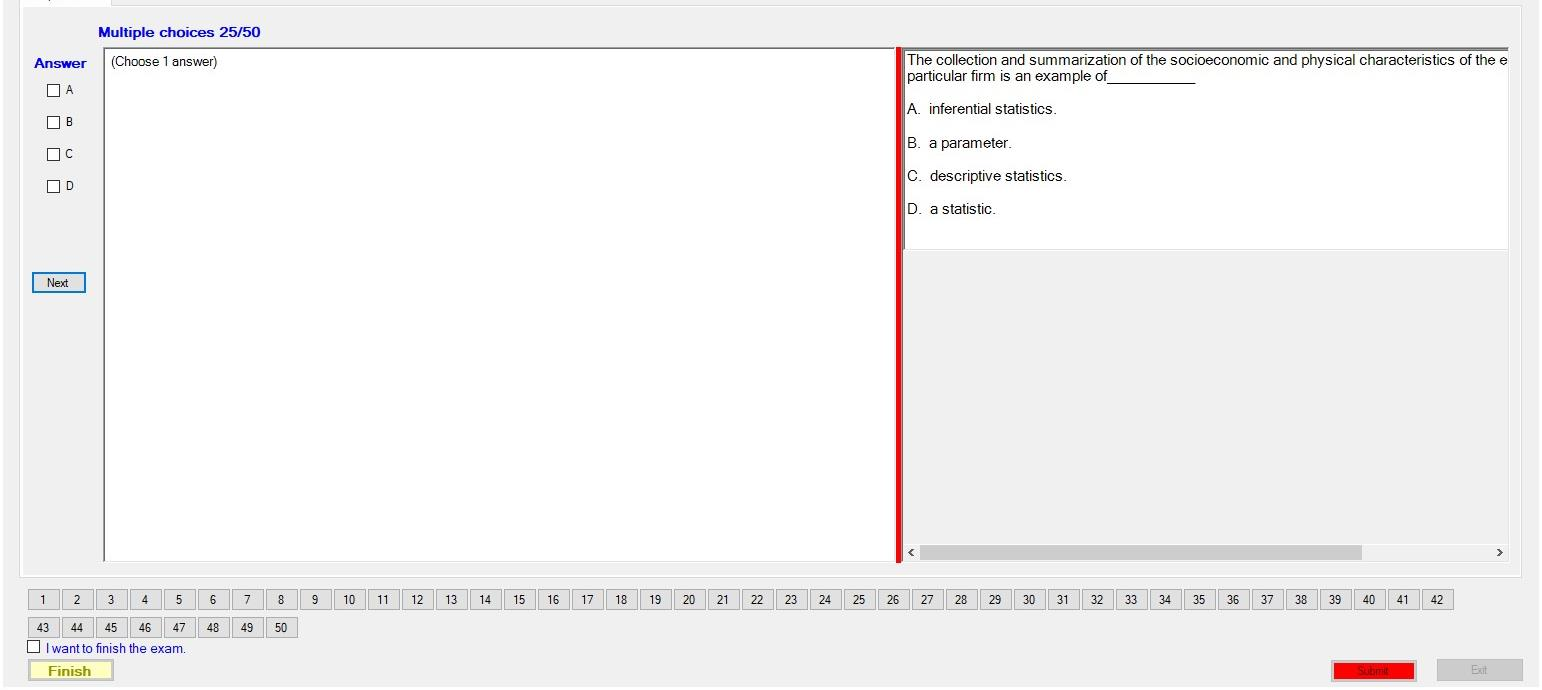 Multiple choices 25/50
Answer
(Choose 1 answer)
A
B
C
D
Next
The collection and summarization of the socioeconomic and physical characteristics of the e
particular firm is an example of___________
A. inferential statistics.
B. a parameter.
C. descriptive statistics.
D. a statistic.
1 2 3 4 5 6 7 8 9 10 11 12 13 14 15 16 17 18 19 20 21 22 23 24 25 26 27 28 29 30 31 32 33 34 35 36 37 38 39 40 41 42
43 44 45 46 47 48 49 50
I want to finish the exam.
Finish
Submit
Exit